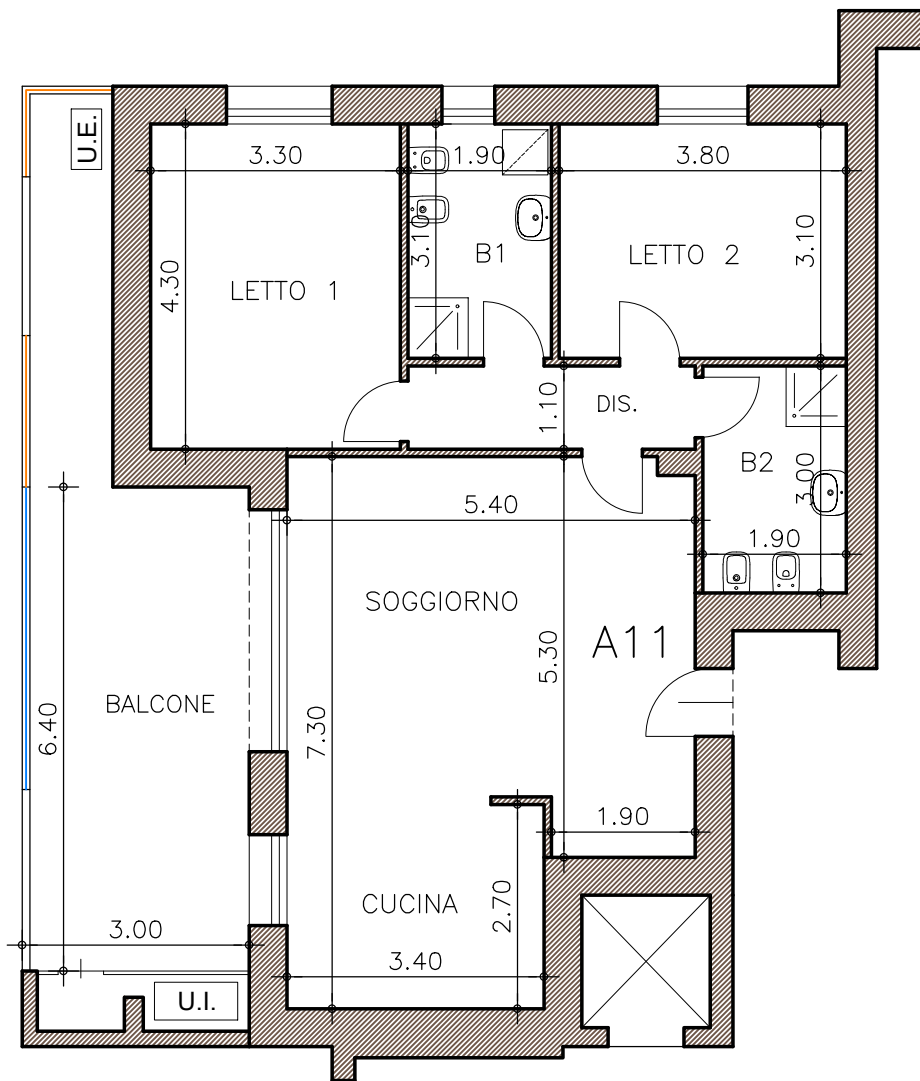 U.E.
3.30
1.90
3.80
4.30
3.10
3.10
B1
LETTO 2
LETTO 1
1.10
DIS.
B2
3.00
5.40
1.90
SOGGIORNO
A11
5.30
BALCONE
6.40
7.30
1.90
CUCINA
2.70
3.00
3.40
U.I.